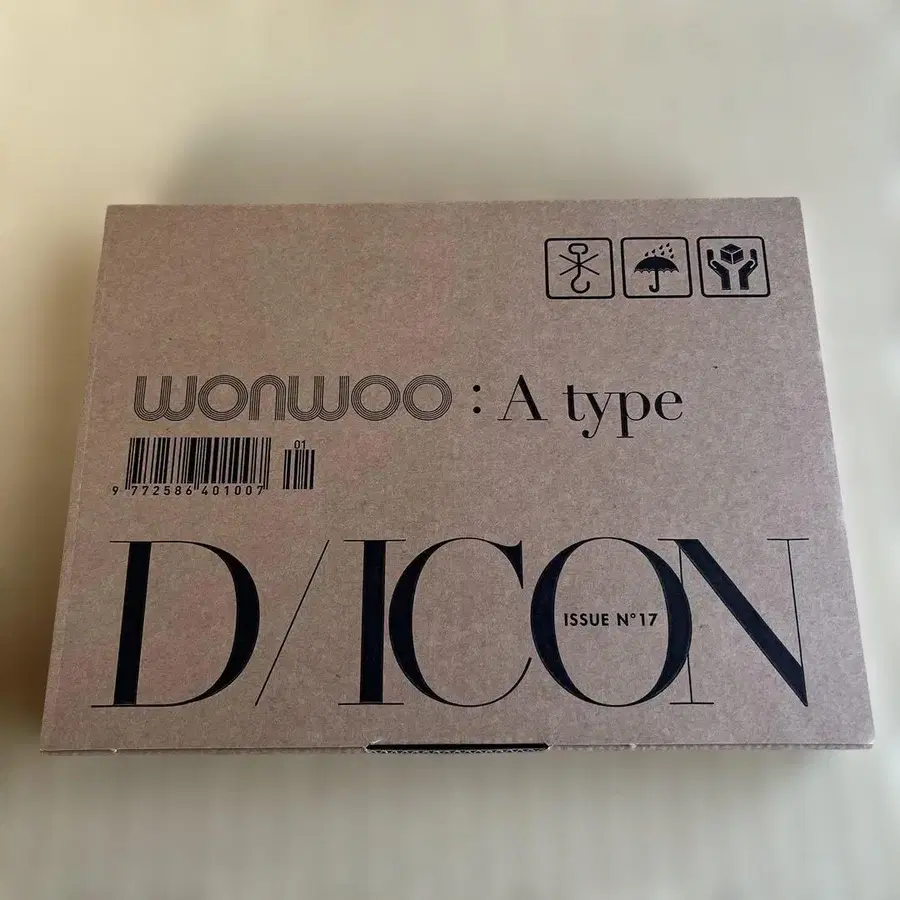 wonwoo : A type
01
9 772586 401007
D/ICON
ISSUE N°17